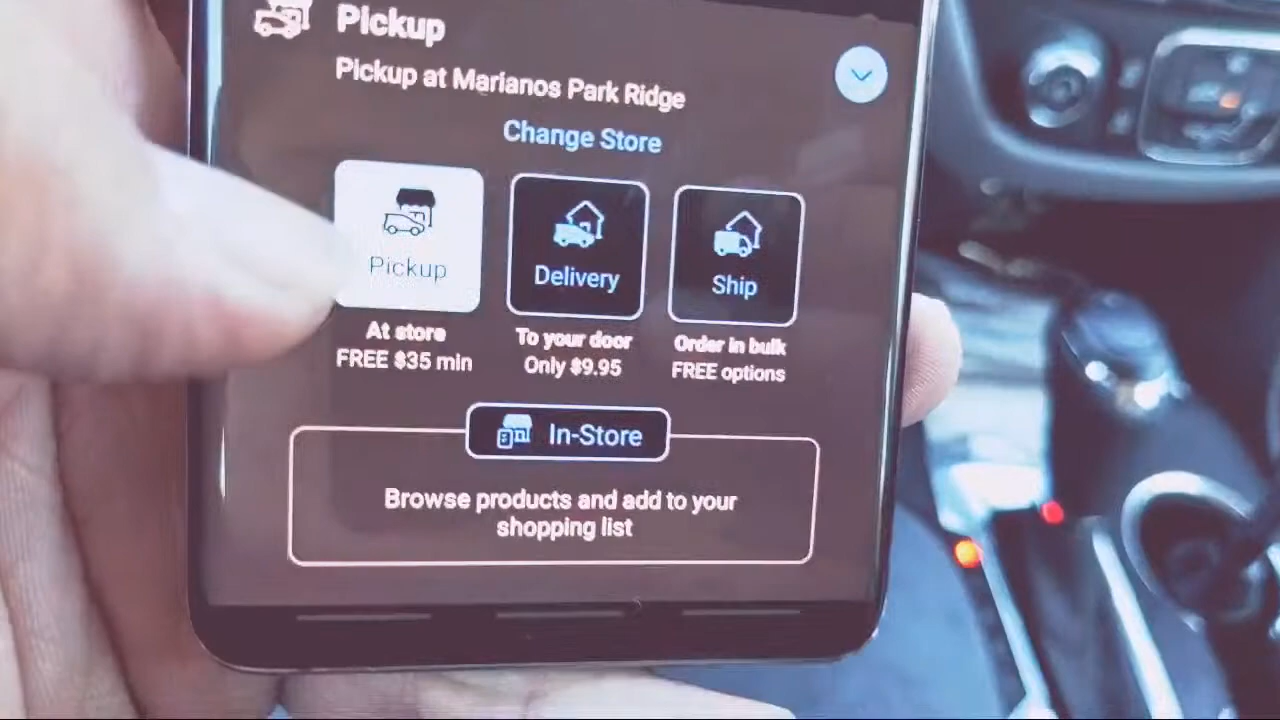 Pickup
Pickup at Marianos Park Ridge
Change Store
Pickup
Delivery
Ship
At store
FREE $35 min
To your door
Only $9.95
Order in bulk
FREE options
In-Store
Browse products and add to your
shopping list